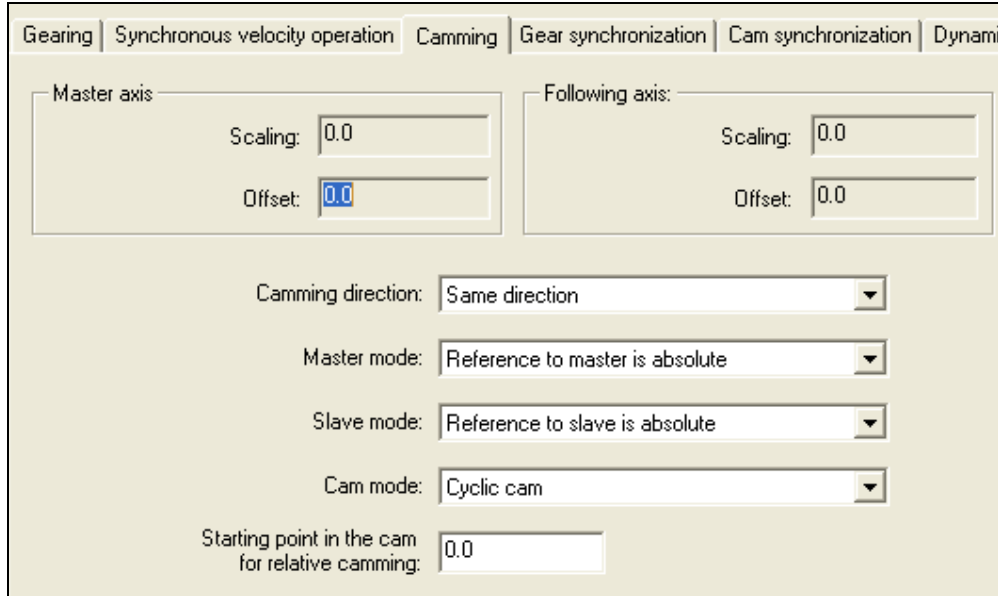 Gearing Synchronous velocity operation Camming Gear synchronization Cam synchronization Dynami
Master axis
Scaling: 0.0
Offset: 0.0
Following axis:
Scaling: 0.0
Offset: 0.0
Camming direction: Same direction
Master mode: Reference to master is absolute
Slave mode: Reference to slave is absolute
Cam mode: Cyclic cam
Starting point in the cam
for relative camming: 0.0